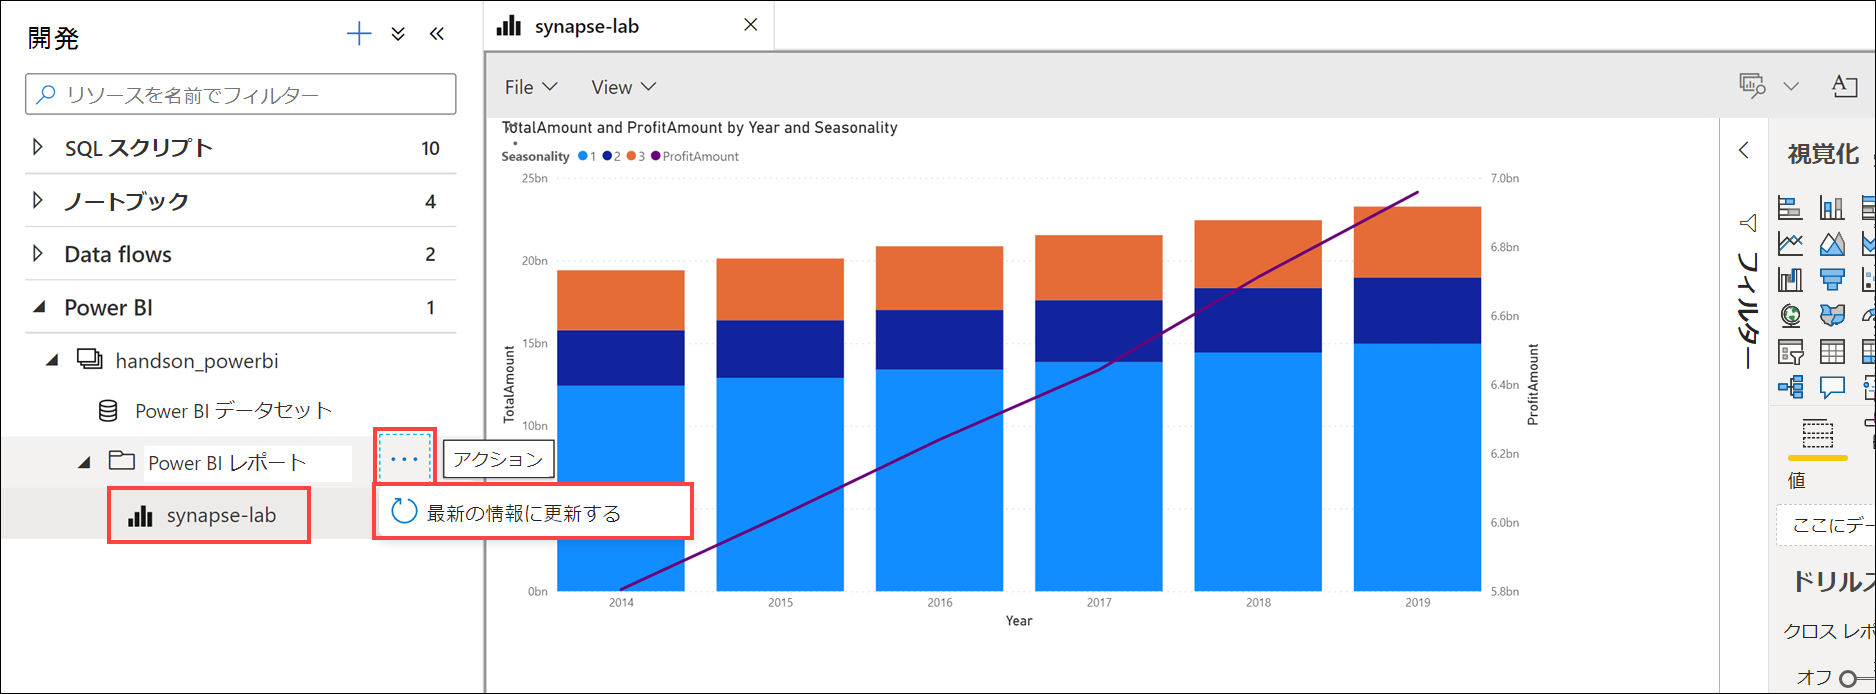 開発
リソースを名前でフィルター
SQL スクリプト 10
ノートブック 4
Data flows 2
Power BI 1
handson_powerbi
Power BI データセット
Power BI レポート
アクション
synapse-lab
最新の情報に更新する
synapse-lab
File
View
TotalAmount and ProfitAmount by Year and Seasonality
Seasonality 1 2 3 ProfitAmount
25bn
20bn
15bn
10bn
0bn
TotalAmount
7.0bn
6.8bn
6.6bn
6.4bn
6.2bn
6.0bn
5.8bn
ProfitAmount
2014 2015 2016 2017 2018 2019
Year
フィルター
視覚化
値
ここにデー
ドリルス
クロス レポ
オフ